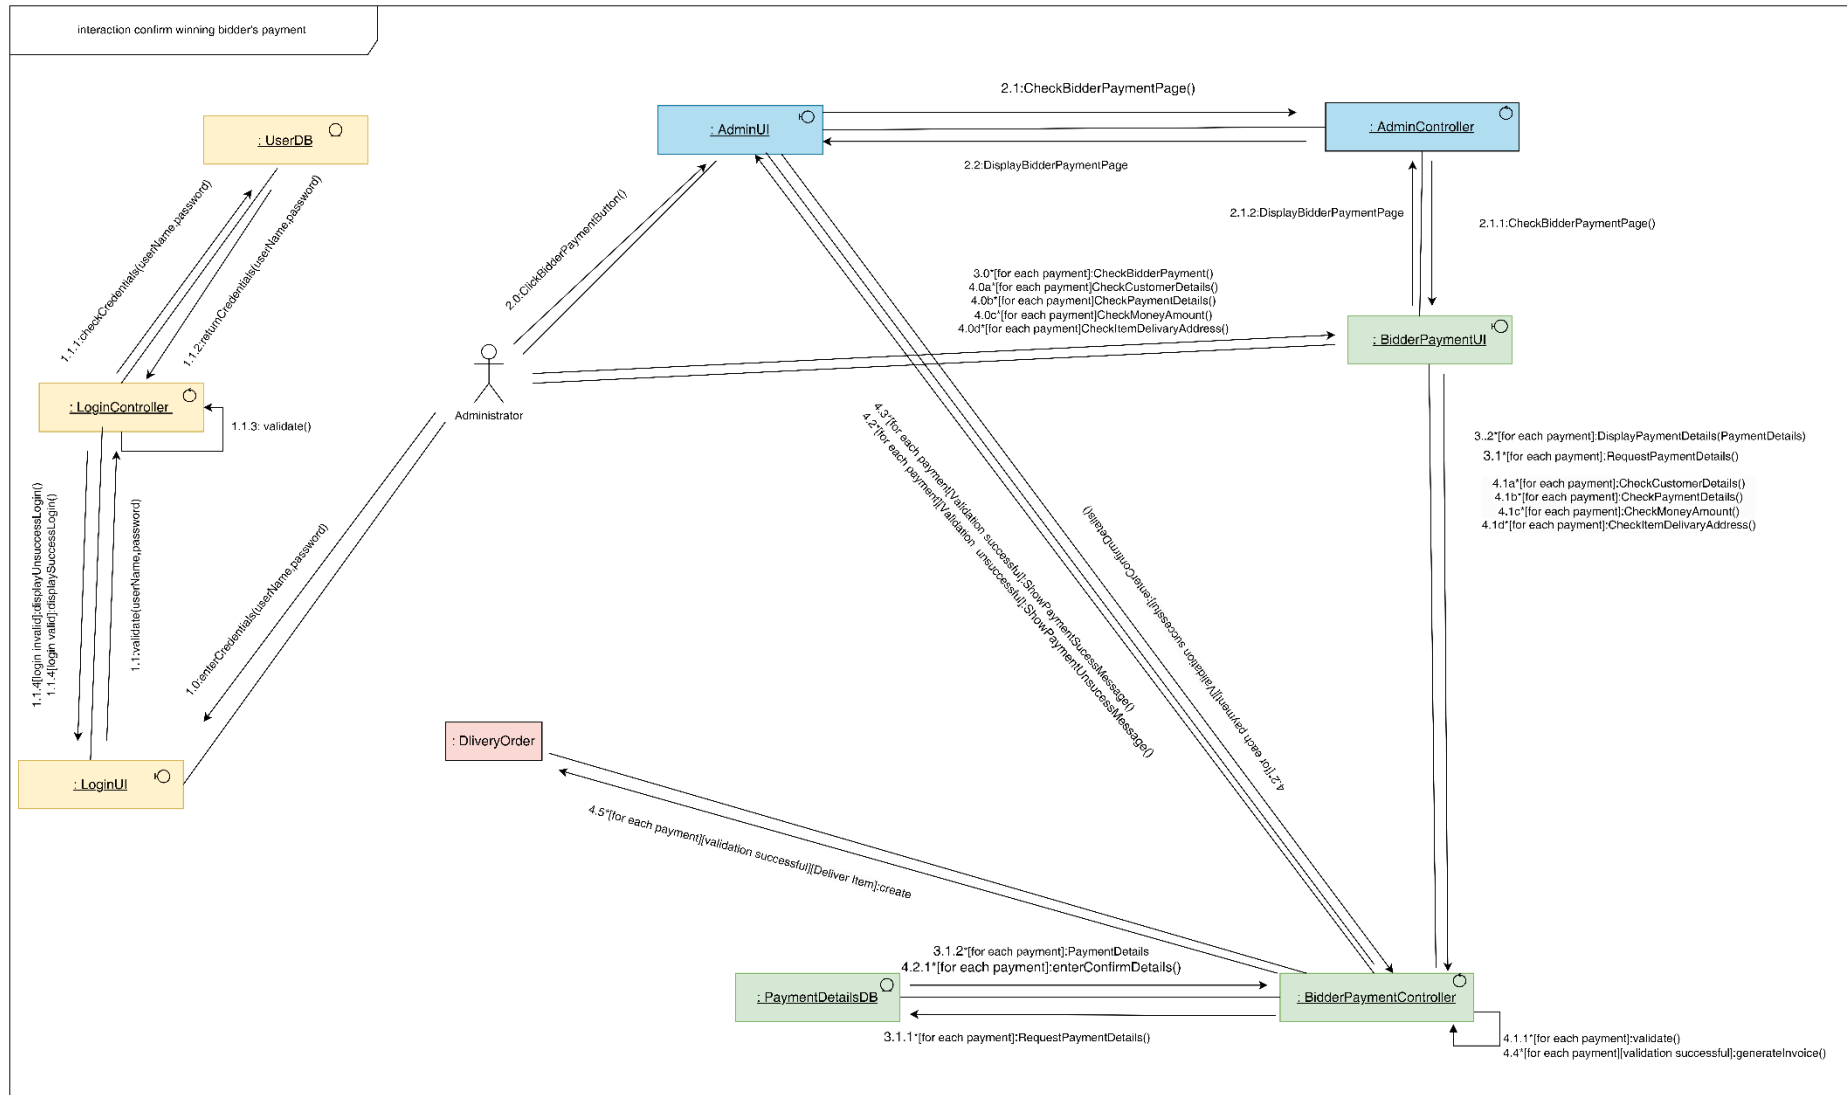 interaction confirm winning bidder's payment
2.1:CheckBidderPaymentPage()
: UserDB
: AdminUI
: AdminController
2.2:DisplayBidderPaymentPage
1.1.1:checkCredentials(userName,password)
1.1.2:returnCredentials(userName,password)
2.0:ClickBidderPaymentButton()
2.1.2:DisplayBidderPaymentPage
2.1.1:CheckBidderPaymentPage()
3.0*[for each payment]:CheckBidderPayment()
4.0a*[for each payment]CheckCustomerDetails()
4.0b*[for each payment]CheckPaymentDetails()
4.0c*[for each payment]CheckMoneyAmount()
4.0d*[for each payment]CheckItemDelivaryAddress()
: BidderPaymentUI
Administrator
: LoginController
1.1.3: validate()
4.3*[for each payment[Validation successful]:ShowPaymentSucessMessage()
4.2*[for each payment][Validation unsuccessful]:ShowPaymentUnsucessMessage()
4.2*[for each payment][Validation successful]:enterConfirmDetails()
3..2*[for each payment]:DisplayPaymentDetails(PaymentDetails)
3.1*[for each payment]:RequestPaymentDetails()
4.1a*[for each payment]:CheckCustomerDetails()
4.1b*[for each payment]:CheckPaymentDetails()
4.1c*[for each payment]:CheckMoneyAmount()
4.1d*[for each payment]:CheckItemDelivaryAddress()
1.1.4[login invalid]:displayUnsuccessLogin()
1.1.4[login valid]:displaySuccessLogin()
1.1:validate(userName,password)
1.0:enterCredentials(userName,password)
: DliveryOrder
: LoginUI
4.5*[for each payment][validation successful][Deliver Item]:create
3.1.2*[for each payment]:PaymentDetails
4.2.1*[for each payment]:enterConfirmDetails()
: PaymentDetailsDB
: BidderPaymentController
3.1.1*[for each payment]:RequestPaymentDetails()
4.1.1*[for each payment]:validate()
4.4*[for each payment][validation successful]:generateInvoice()